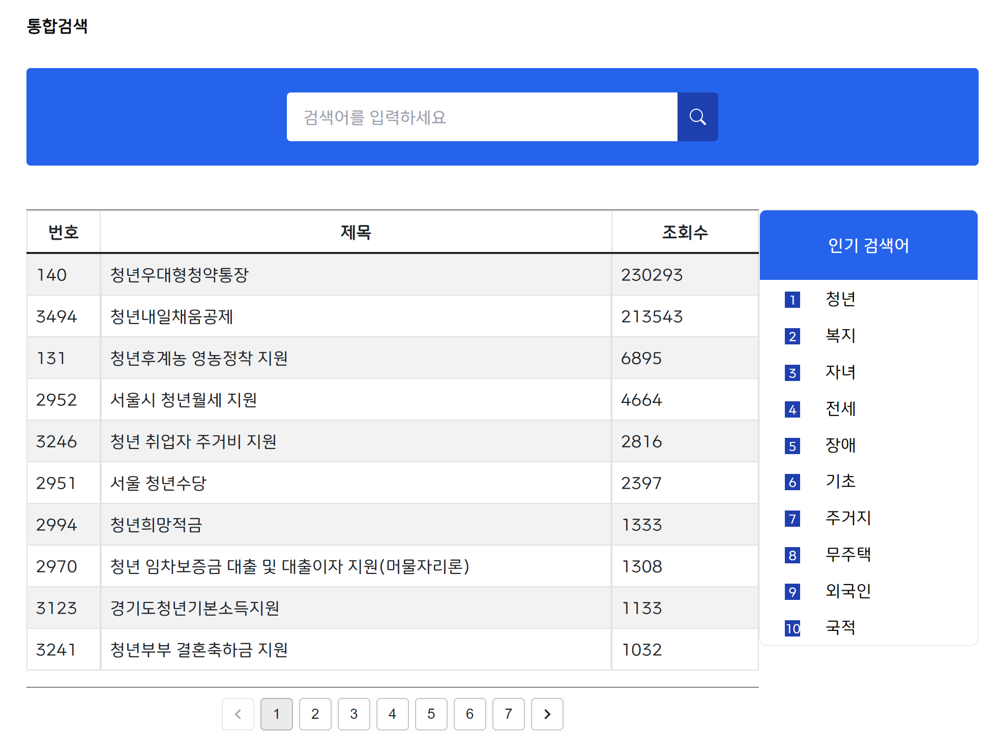 통합검색
검색어를 입력하세요
번호 제목 조회수
140 청년우대형청약통장 230293
3494 청년내일채움공제 213543
131 청년후계농 영농정착 지원 6895
2952 서울시 청년월세 지원 4664
3246 청년 취업자 주거비 지원 2816
2951 서울 청년수당 2397
2994 청년희망적금 1333
2970 청년 임차보증금 대출 및 대출이자 지원(머물자리론) 1308
3123 경기도청년기본소득지원 1133
3241 청년부부 결혼축하금 지원 1032
1 2 3 4 5 6 7
인기 검색어
1 청년
2 복지
3 자녀
4 전세
5 장애
6 기초
7 주거지
8 무주택
9 외국인
10 국적